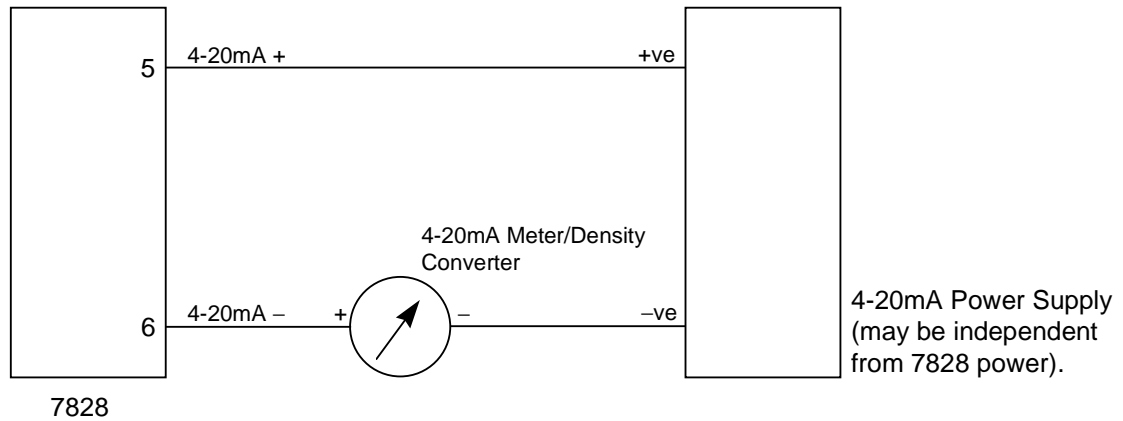 5
4-20mA +
+ve
4-20mA Meter/Density
Converter
6
4-20mA −
+
−
−ve
4-20mA Power Supply
(may be independent
from 7828 power).
7828